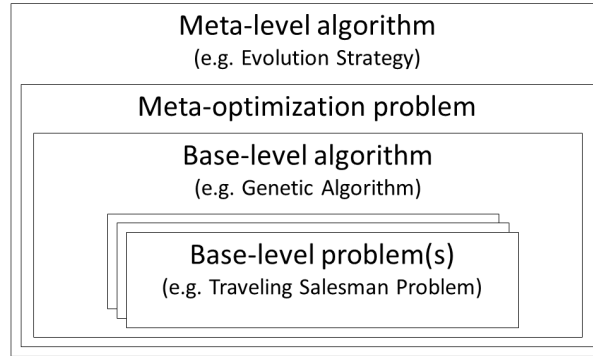 Meta-level algorithm
(e.g. Evolution Strategy)
Meta-optimization problem
Base-level algorithm
(e.g. Genetic Algorithm)
Base-level problem(s)
(e.g. Traveling Salesman Problem)